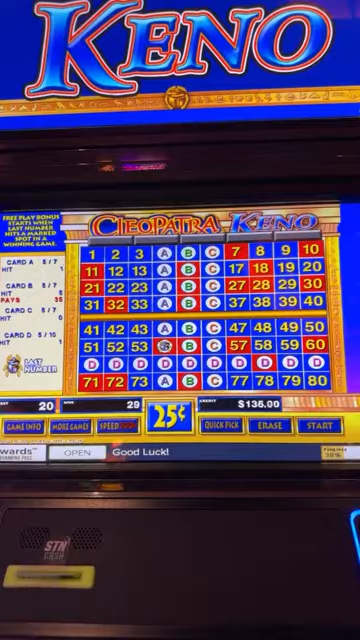 KENO
CLEOPATRA KENO
FREE PLAY BONUS
STARTS WHEN
LAST NUMBER
HITS A MARKED
SPOT IN A
WINNING GAME.
CARD A 5/7
HIT 1
CARD B 5/7
HIT 5
PAYS 35
CARD C 5/7
HIT 0
CARD D 5/10
HIT 1
LAST
NUMBER
1 2 3 A B C 7 8 9 10
11 12 13 A B C 17 18 19 20
21 22 23 A B C 27 28 29 30
31 32 33 A B C 37 38 39 40
41 42 43 A B C 47 48 49 50
51 52 53 B C 57 58 59 60
D D D D D D D D D D
71 72 73 A B C 77 78 79 80
20 29 CREDIT $136.00
GAME INFO MORE GAMES SPEED 25¢ QUICK PICK ERASE START
wards™ OPEN Good Luck!
STN
CASH